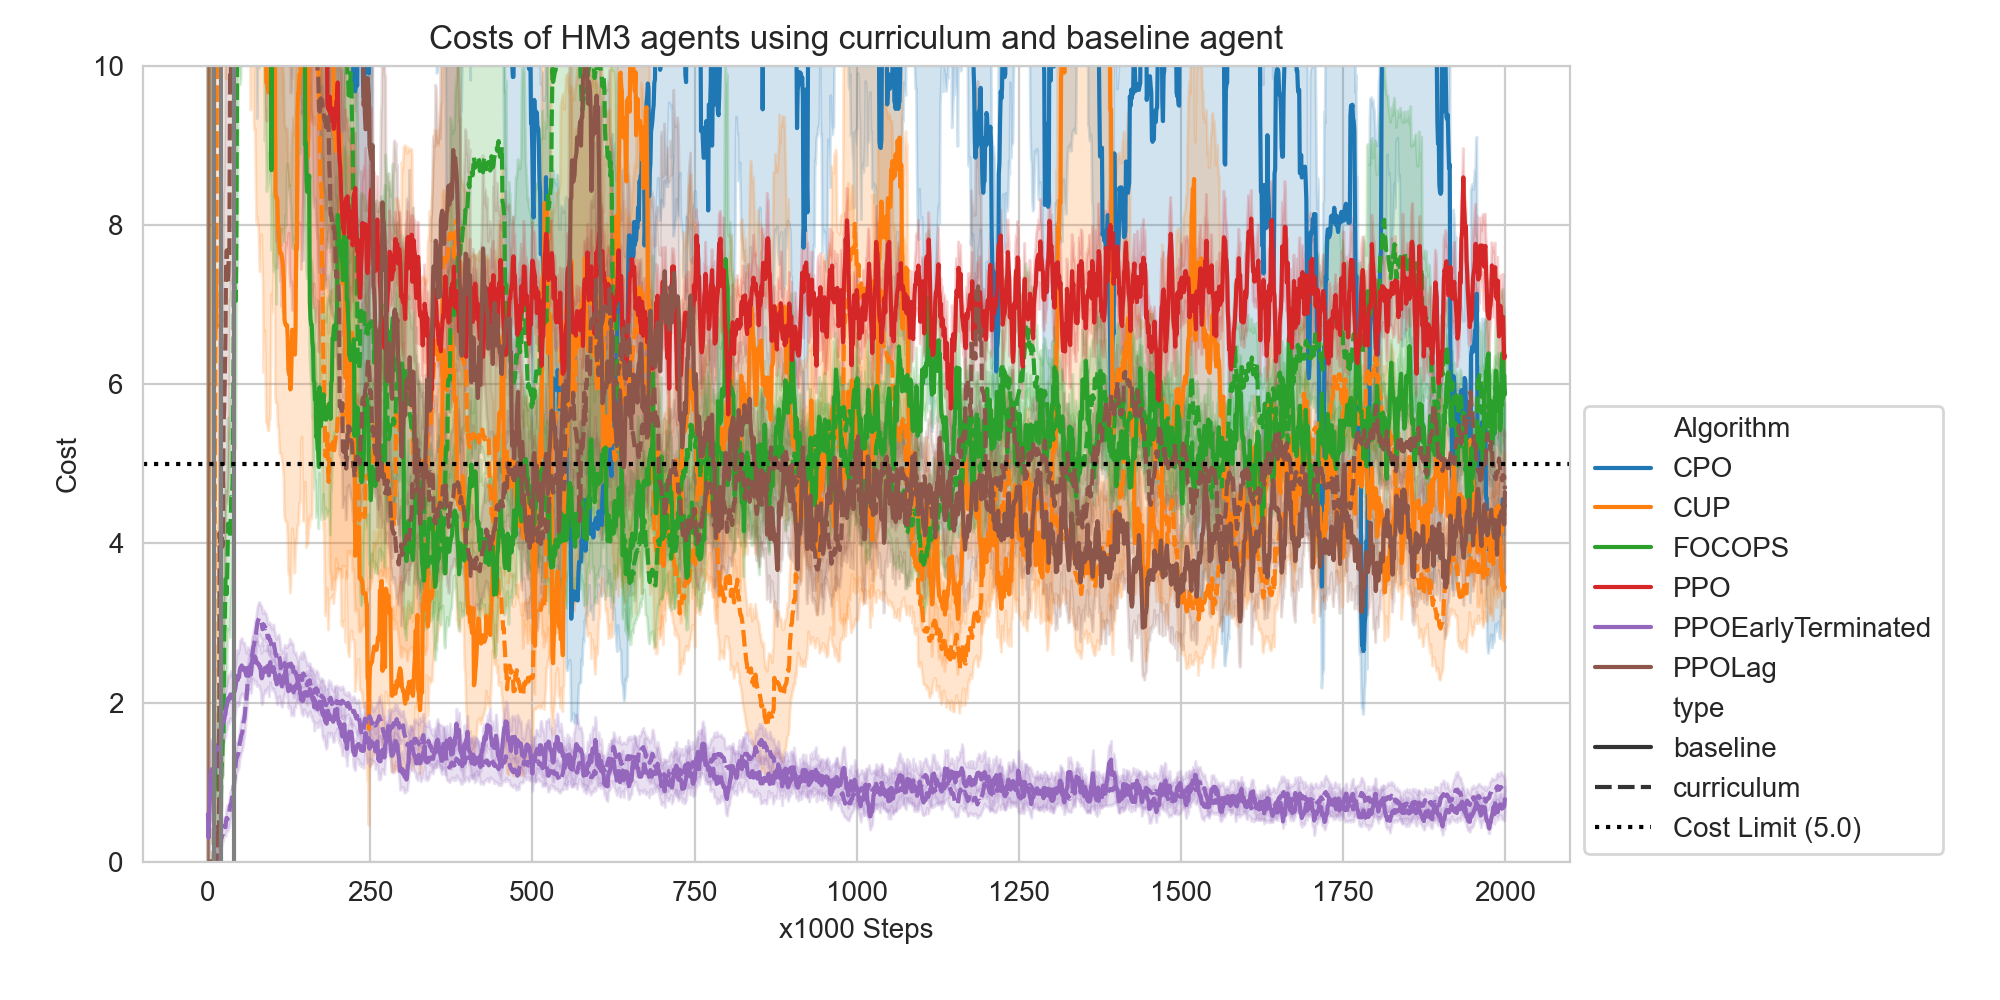 Costs of HM3 agents using curriculum and baseline agent
10
8
6
4
2
0
Cost
0 250 500 750 1000 1250 1500 1750 2000
x1000 Steps
Algorithm
CPO
CUP
FOCOPS
PPO
PPOEarlyTerminated
PPOLag
type
baseline
curriculum
Cost Limit (5.0)